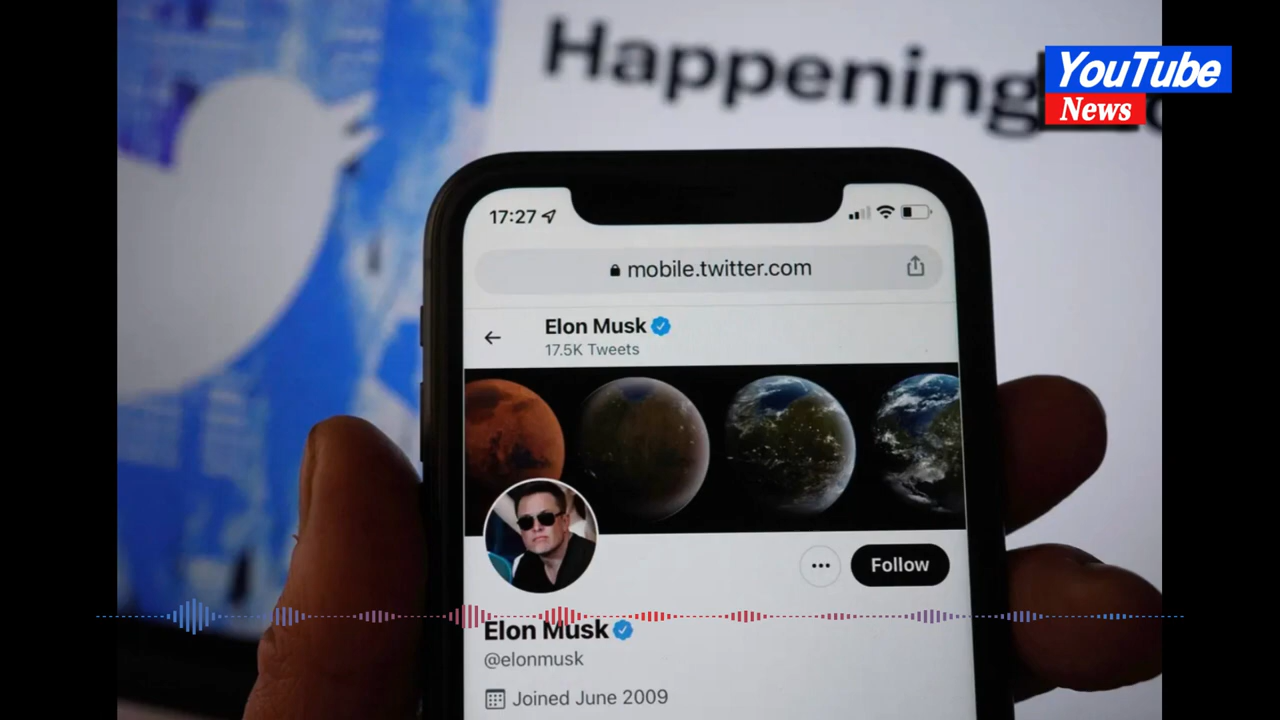 Happening
YouTube
News
17:27
mobile.twitter.com
Elon Musk
17.5K Tweets
Follow
Elon Musk
@elonmusk
Joined June 2009